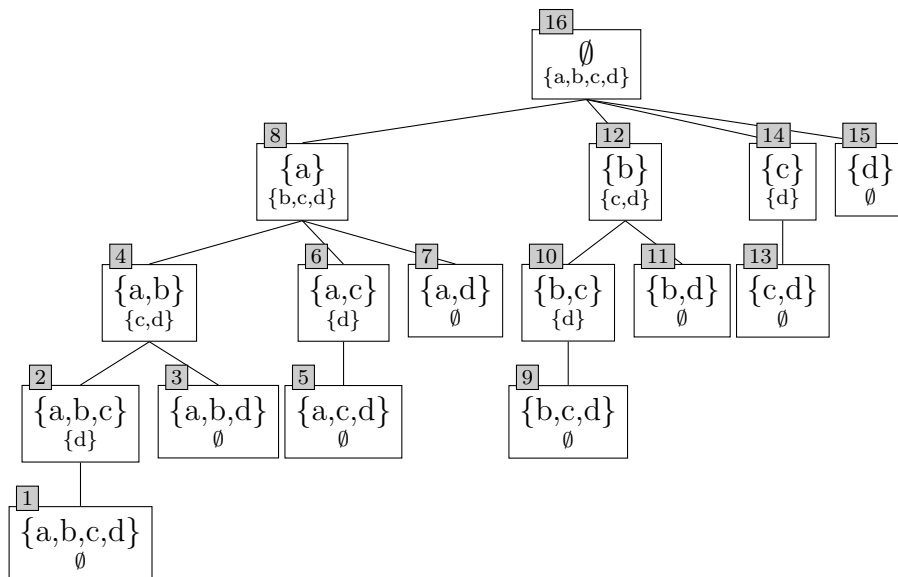 16
∅
{a,b,c,d}
8
{a}
{b,c,d}
12
{b}
{c,d}
14
{c}
{d}
15
{d}
∅
4
{a,b}
{c,d}
6
{a,c}
{d}
7
{a,d}
∅
10
{b,c}
{d}
11
{b,d}
∅
13
{c,d}
∅
2
{a,b,c}
{d}
3
{a,b,d}
∅
5
{a,c,d}
∅
9
{b,c,d}
∅
1
{a,b,c,d}
∅